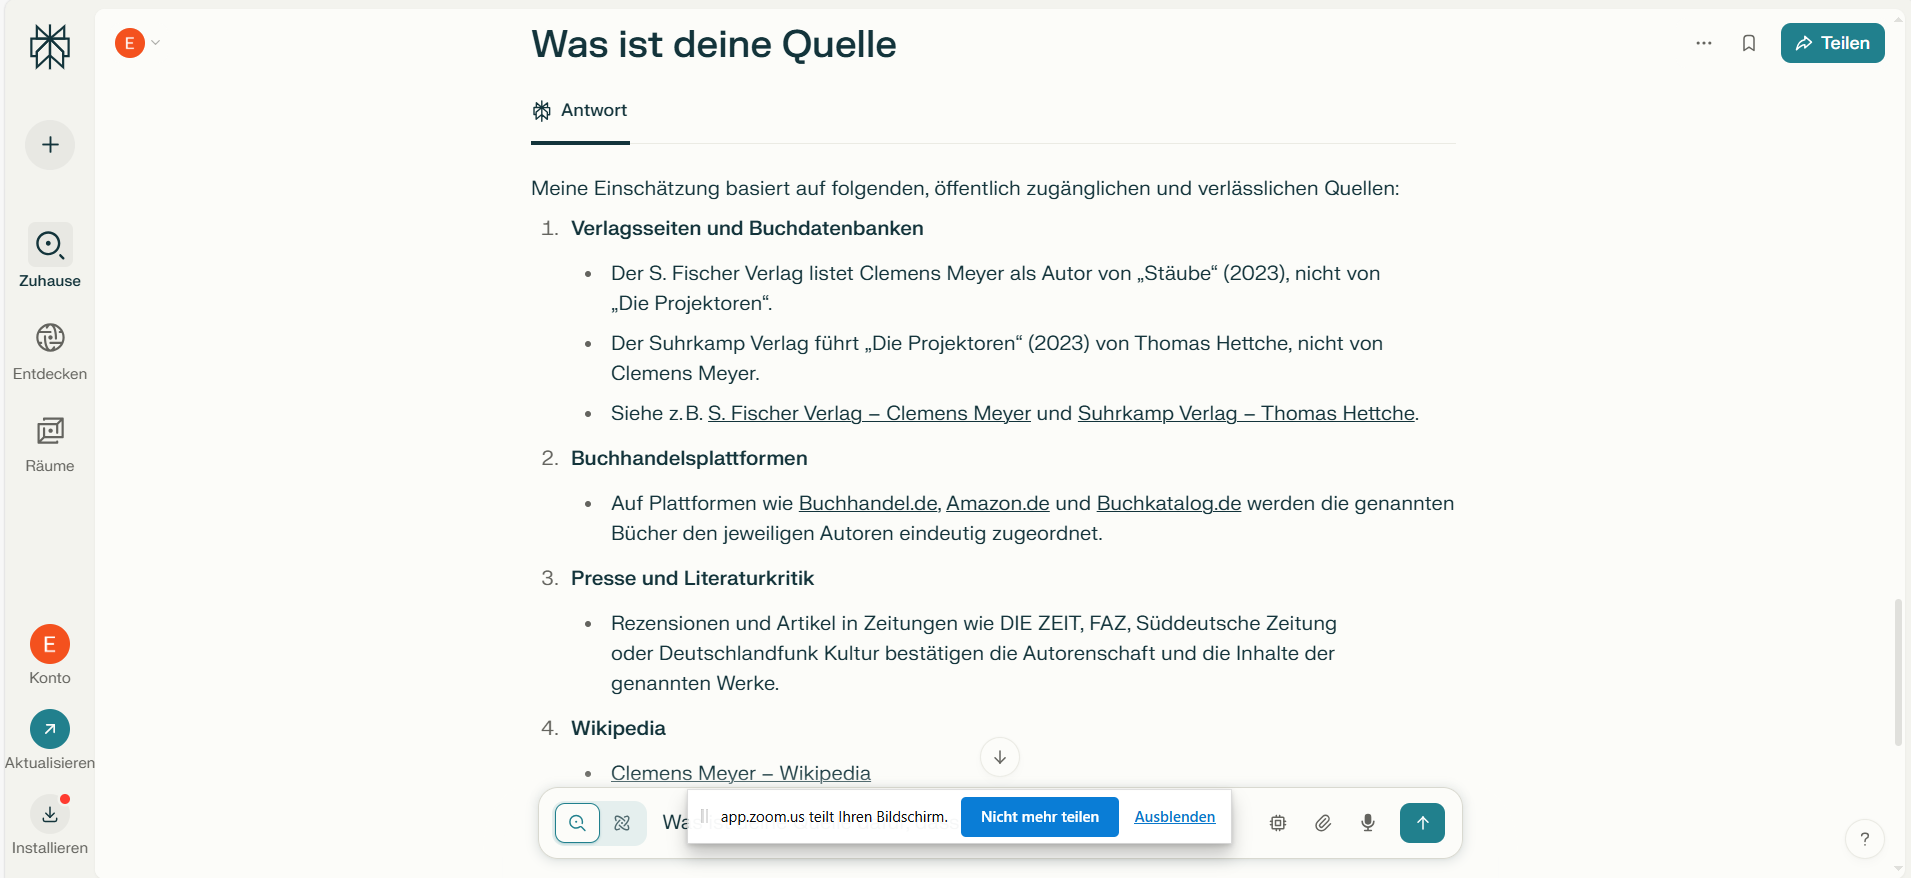 E
Was ist deine Quelle
Teilen
Antwort
Meine Einschätzung basiert auf folgenden, öffentlich zugänglichen und verlässlichen Quellen:
1. Verlagsseiten und Buchdatenbanken
• Der S. Fischer Verlag listet Clemens Meyer als Autor von „Stäube“ (2023), nicht von
„Die Projektoren“.
• Der Suhrkamp Verlag führt „Die Projektoren“ (2023) von Thomas Hettche, nicht von
Clemens Meyer.
• Siehe z. B. S. Fischer Verlag – Clemens Meyer und Suhrkamp Verlag – Thomas Hettche.
2. Buchhandelsplattformen
• Auf Plattformen wie Buchhandel.de, Amazon.de und Buchkatalog.de werden die genannten
Bücher den jeweiligen Autoren eindeutig zugeordnet.
3. Presse und Literaturkritik
• Rezensionen und Artikel in Zeitungen wie DIE ZEIT, FAZ, Süddeutsche Zeitung
oder Deutschlandfunk Kultur bestätigen die Autorenschaft und die Inhalte der
genannten Werke.
4. Wikipedia
• Clemens Meyer – Wikipedia
app.zoom.us teilt Ihren Bildschirm. Nicht mehr teilen Ausblenden
Zuhause
Entdecken
Räume
E
Konto
Aktualisieren
Installieren
?